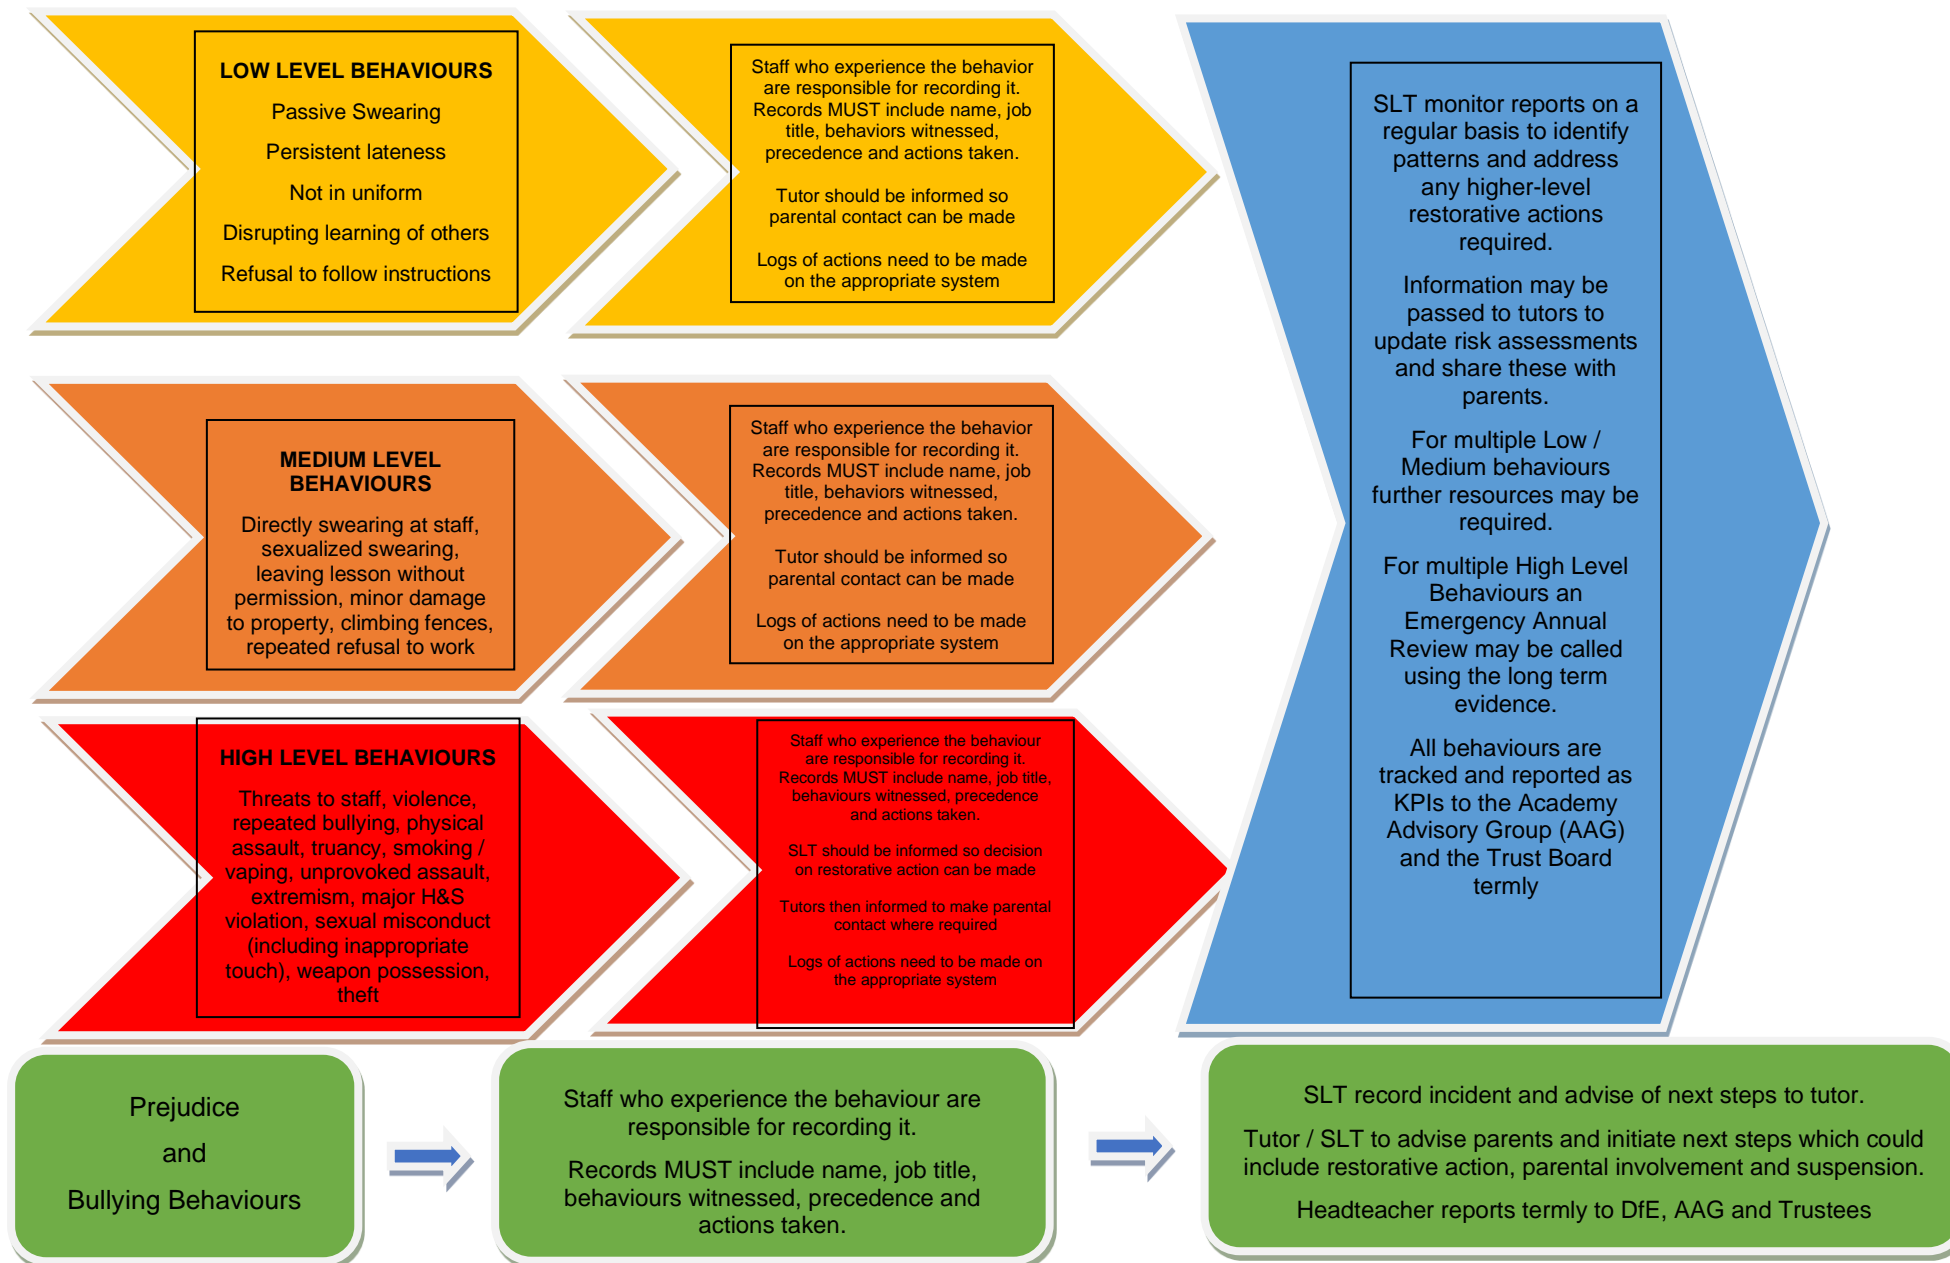 LOW LEVEL BEHAVIOURS
Passive Swearing
Persistent lateness
Not in uniform
Disrupting learning of others
Refusal to follow instructions
Staff who experience the behavior
are responsible for recording it.
Records MUST include name, job
title, behaviors witnessed,
precedence and actions taken.
Tutor should be informed so
parental contact can be made
Logs of actions need to be made
on the appropriate system
MEDIUM LEVEL
BEHAVIOURS
Directly swearing at staff,
sexualized swearing,
leaving lesson without
permission, minor damage
to property, climbing fences,
repeated refusal to work
Staff who experience the behavior
are responsible for recording it.
Records MUST include name, job
title, behaviors witnessed,
precedence and actions taken.
Tutor should be informed so
parental contact can be made
Logs of actions need to be made
on the appropriate system
HIGH LEVEL BEHAVIOURS
Threats to staff, violence,
repeated bullying, physical
assault, truancy, smoking /
vaping, unprovoked assault,
extremism, major H&S
violation, sexual misconduct
(including inappropriate
touch), weapon possession,
theft
Staff who experience the behaviour
are responsible for recording it.
Records MUST include name, job title,
behaviours witnessed, precedence
and actions taken.
SLT should be informed so decision
on restorative action can be made
Tutors then informed to make parental
contact where required
Logs of actions need to be made on
the appropriate system
SLT monitor reports on a
regular basis to identify
patterns and address
any higher-level
restorative actions
required.
Information may be
passed to tutors to
update risk assessments
and share these with
parents.
For multiple Low /
Medium behaviours
further resources may be
required.
For multiple High Level
Behaviours an
Emergency Annual
Review may be called
using the long term
evidence.
All behaviours are
tracked and reported as
KPIs to the Academy
Advisory Group (AAG)
and the Trust Board
termly
Prejudice
and
Bullying Behaviours
Staff who experience the behaviour are
responsible for recording it.
Records MUST include name, job title,
behaviours witnessed, precedence and
actions taken.
SLT record incident and advise of next steps to tutor.
Tutor / SLT to advise parents and initiate next steps which could
include restorative action, parental involvement and suspension.
Headteacher reports termly to DfE, AAG and Trustees